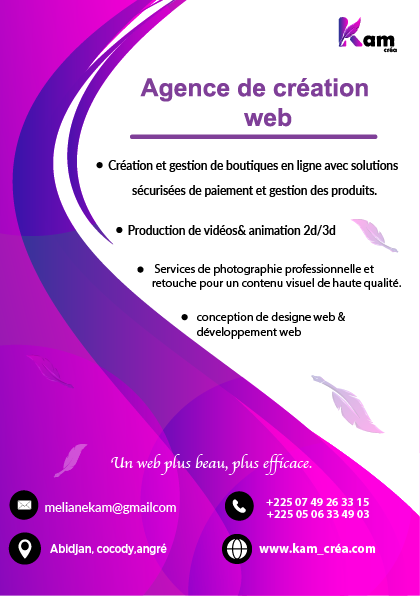 Kam
créa
Agence de création
web
• Création et gestion de boutiques en ligne avec solutions
sécurisées de paiement et gestion des produits.
• Production de vidéos& animation 2d/3d
• Services de photographie professionnelle et
retouche pour un contenu visuel de haute qualité.
• conception de designe web &
développement web
Un web plus beau, plus efficace.
melianekam@gmailcom
+225 07 49 26 33 15
+225 05 06 33 49 03
Abidjan, cocody,angré
www.kam_créa.com